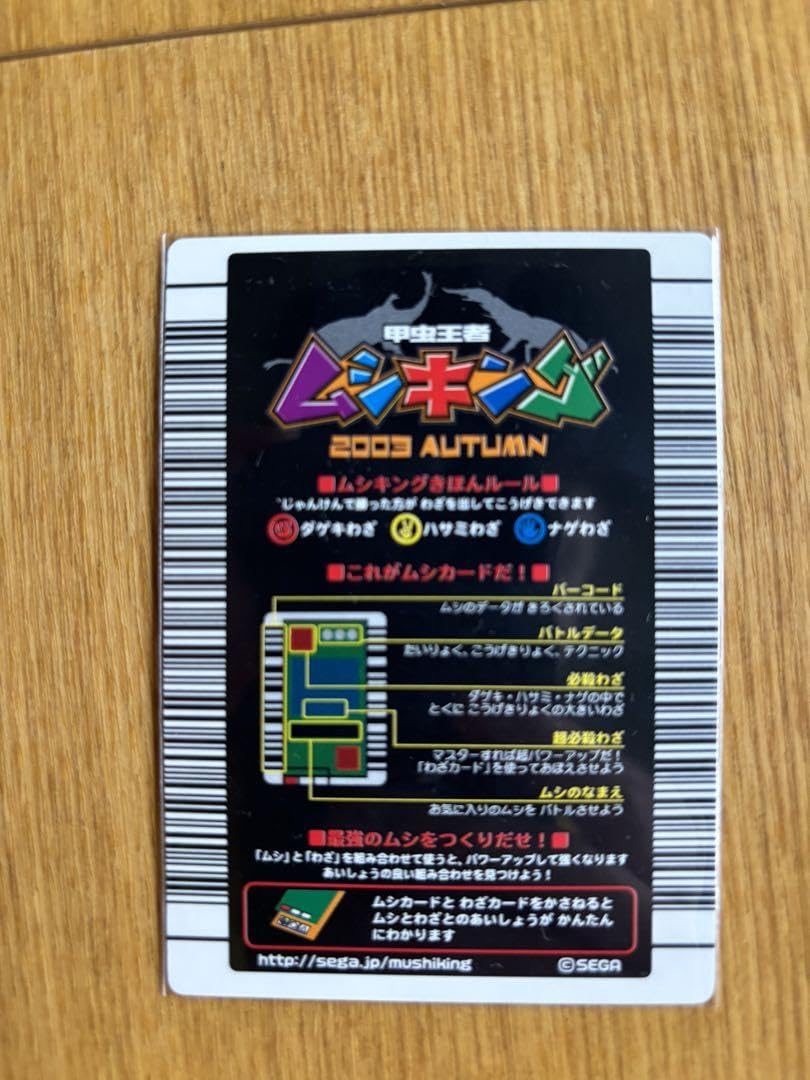 甲虫王者
ムシキング
2003 AUTUMN
■ムシキングきほんルール■
じゃんけんで勝った方が わざを出してこうげきできます
ダゲキわざ ハサミわざ ナゲわざ
■これがムシカードだ！■
バーコード
ムシのデータが きろくされている
バトルデータ
たいりょく、こうげきりょく、テクニック
必殺わざ
ダゲキ・ハサミ・ナゲの中で
とくに こうげきりょくの大きいわざ
超必殺わざ
マスターすれば超パワーアップだ！
「わざカード」を使っておぼえさせよう
ムシのなまえ
お気に入りのムシを バトルさせよう
■最強のムシをつくりだせ！■
「ムシ」と「わざ」を組み合わせて使うと、パワーアップして強くなります
あいしょうの良い組み合わせを見つけよう！
ムシカードと わざカードをかさねると
ムシとわざとのあいしょうが かんたん
にわかります
http://sega.jp/mushiking ©SEGA